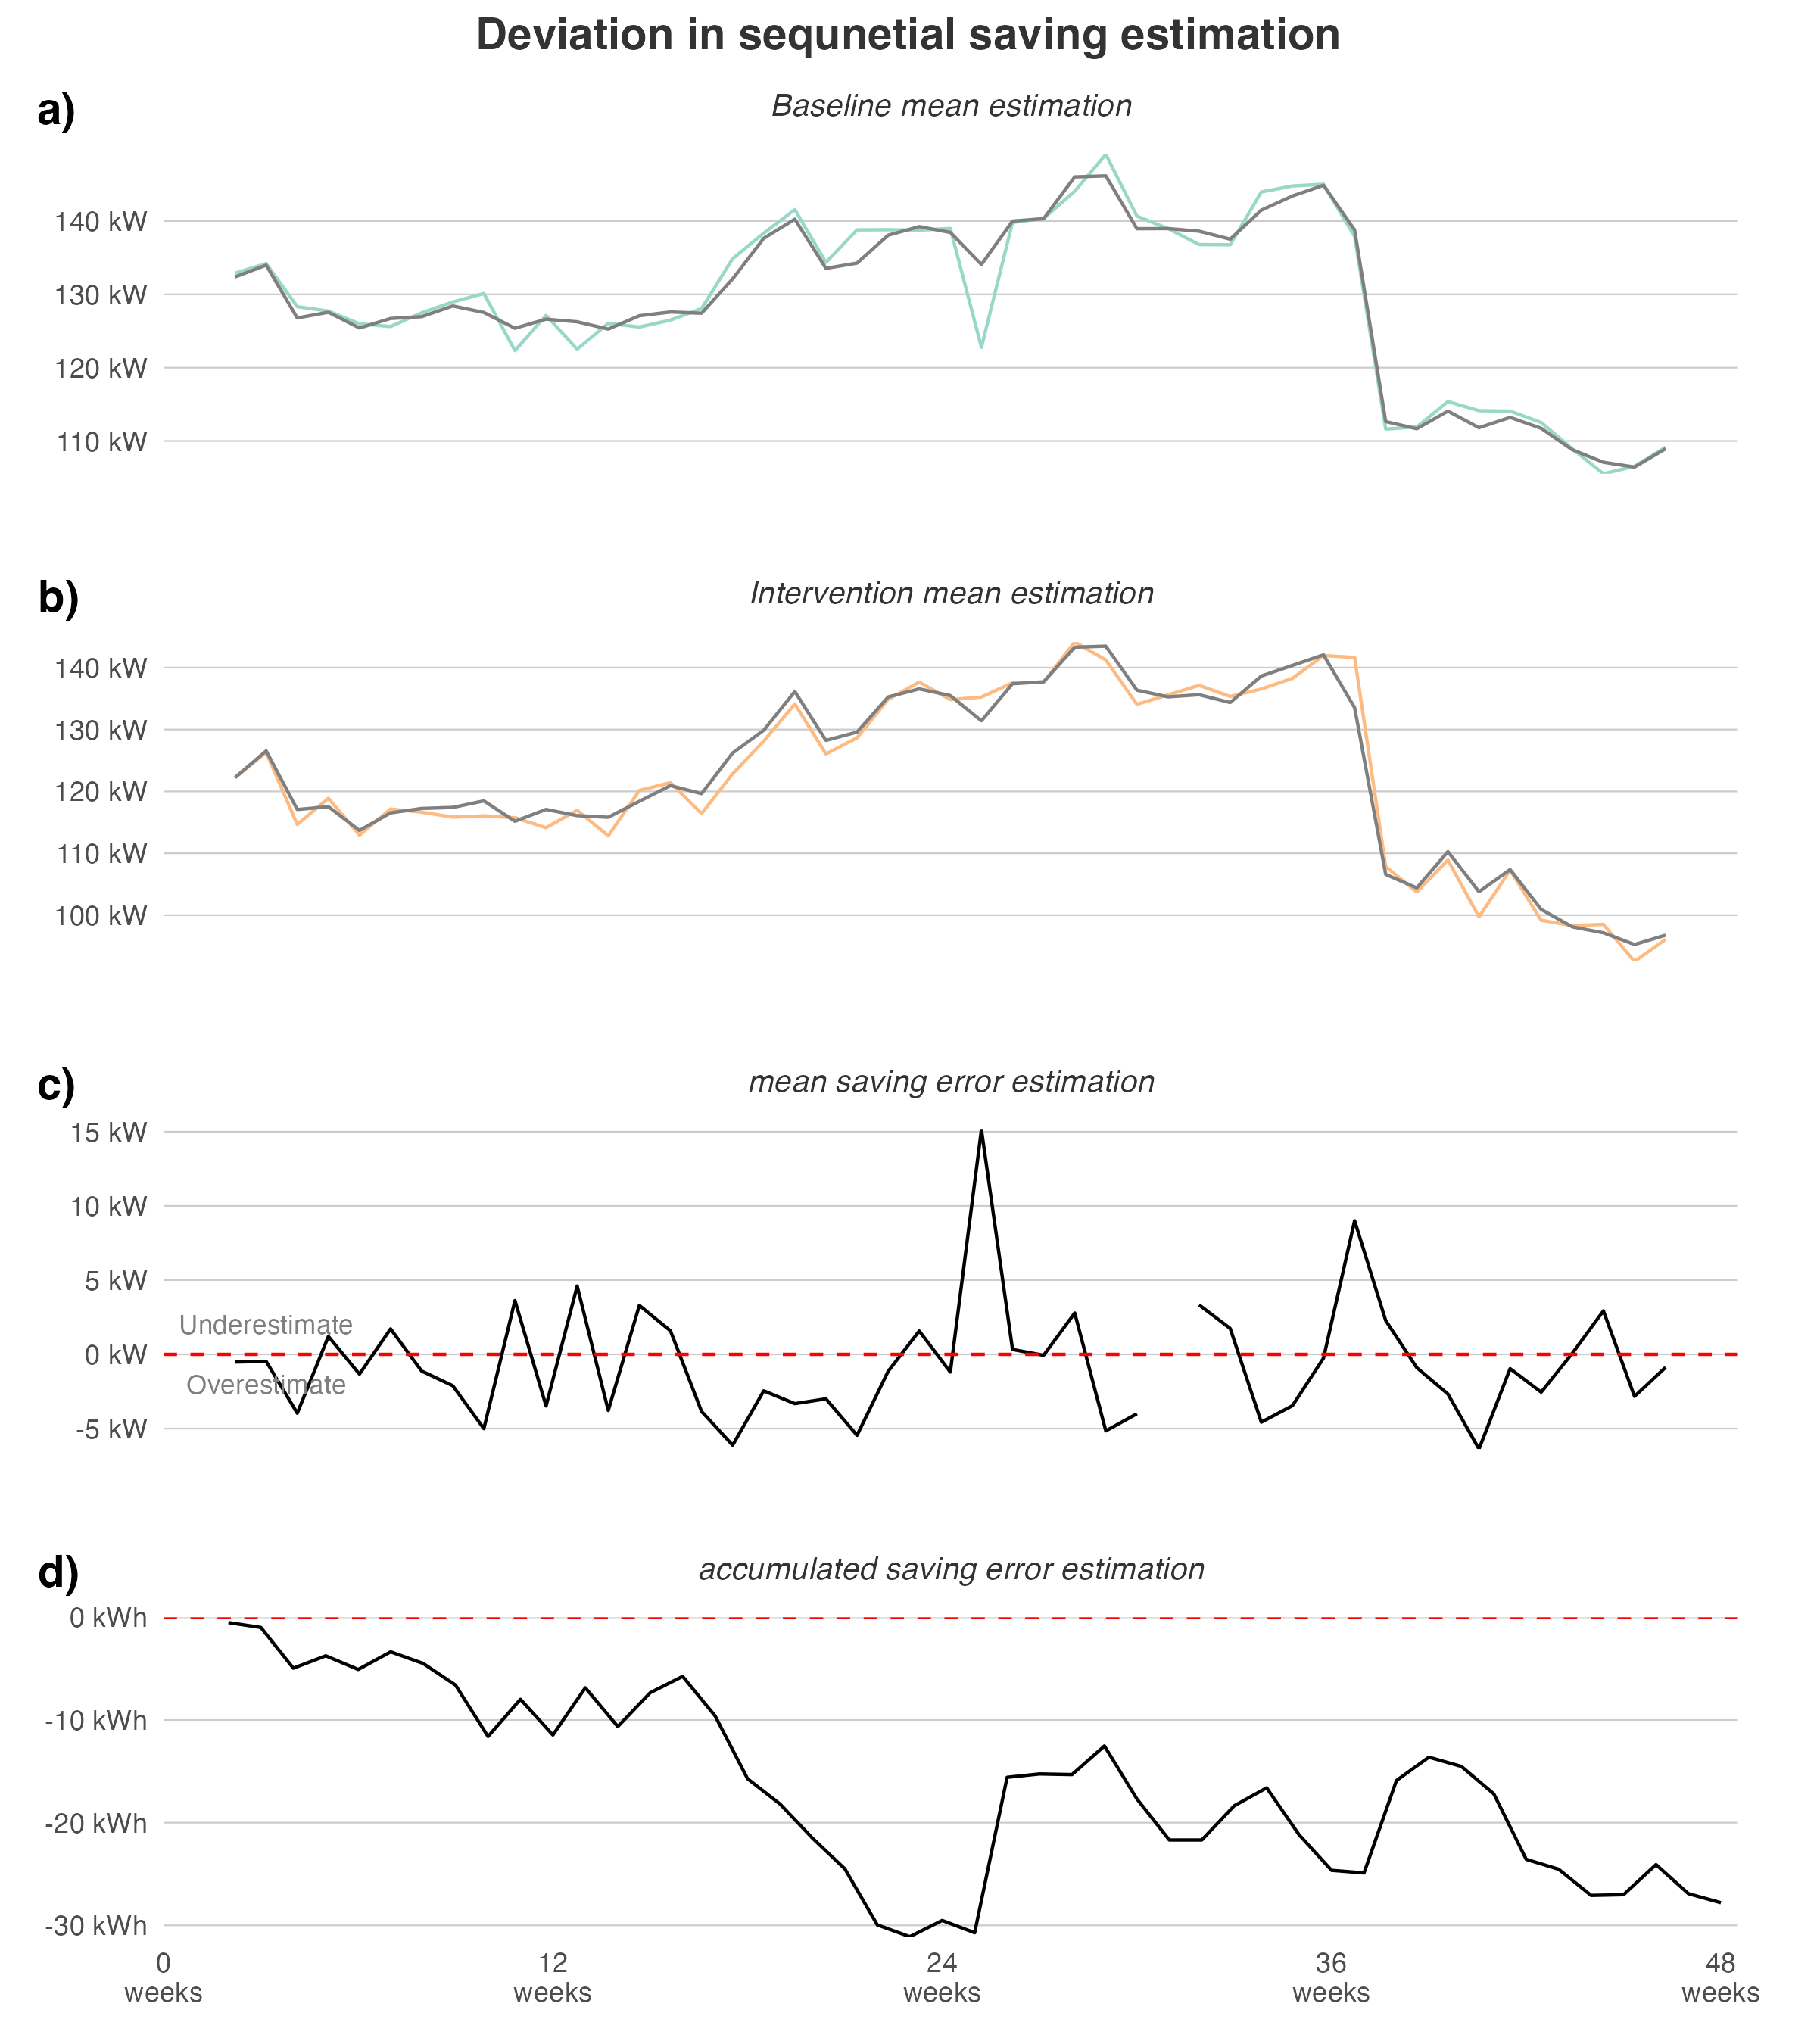 Deviation in sequnetial saving estimation
a)
Baseline mean estimation
140 kW
130 kW
120 kW
110 kW
b)
Intervention mean estimation
140 kW
130 kW
120 kW
110 kW
100 kW
c)
mean saving error estimation
15 kW
10 kW
5 kW
Underestimate
0 kW
Overestimate
-5 kW
d)
accumulated saving error estimation
0 kWh
-10 kWh
-20 kWh
-30 kWh
0 12 24 36 48
weeks weeks weeks weeks weeks